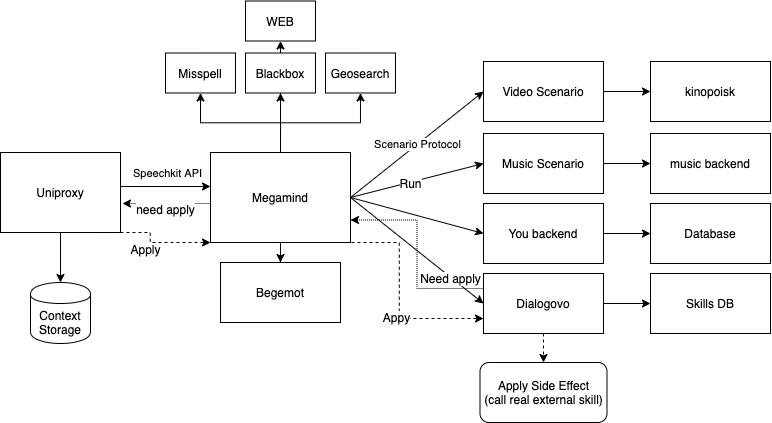 WEB
Misspell
Blackbox
Geosearch
Video Scenario
kinopoisk
Scenario Protocol
Uniproxy
Speechkit API
Megamind
Music Scenario
music backend
Run
need apply
You backend
Database
Apply
Need apply
Begemot
Dialogovo
Skills DB
Context
Storage
Appy
Apply Side Effect
(call real external skill)